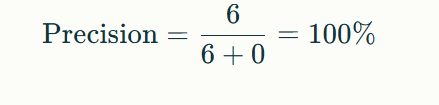 Precision = 6 / 6 + 0 = 100%